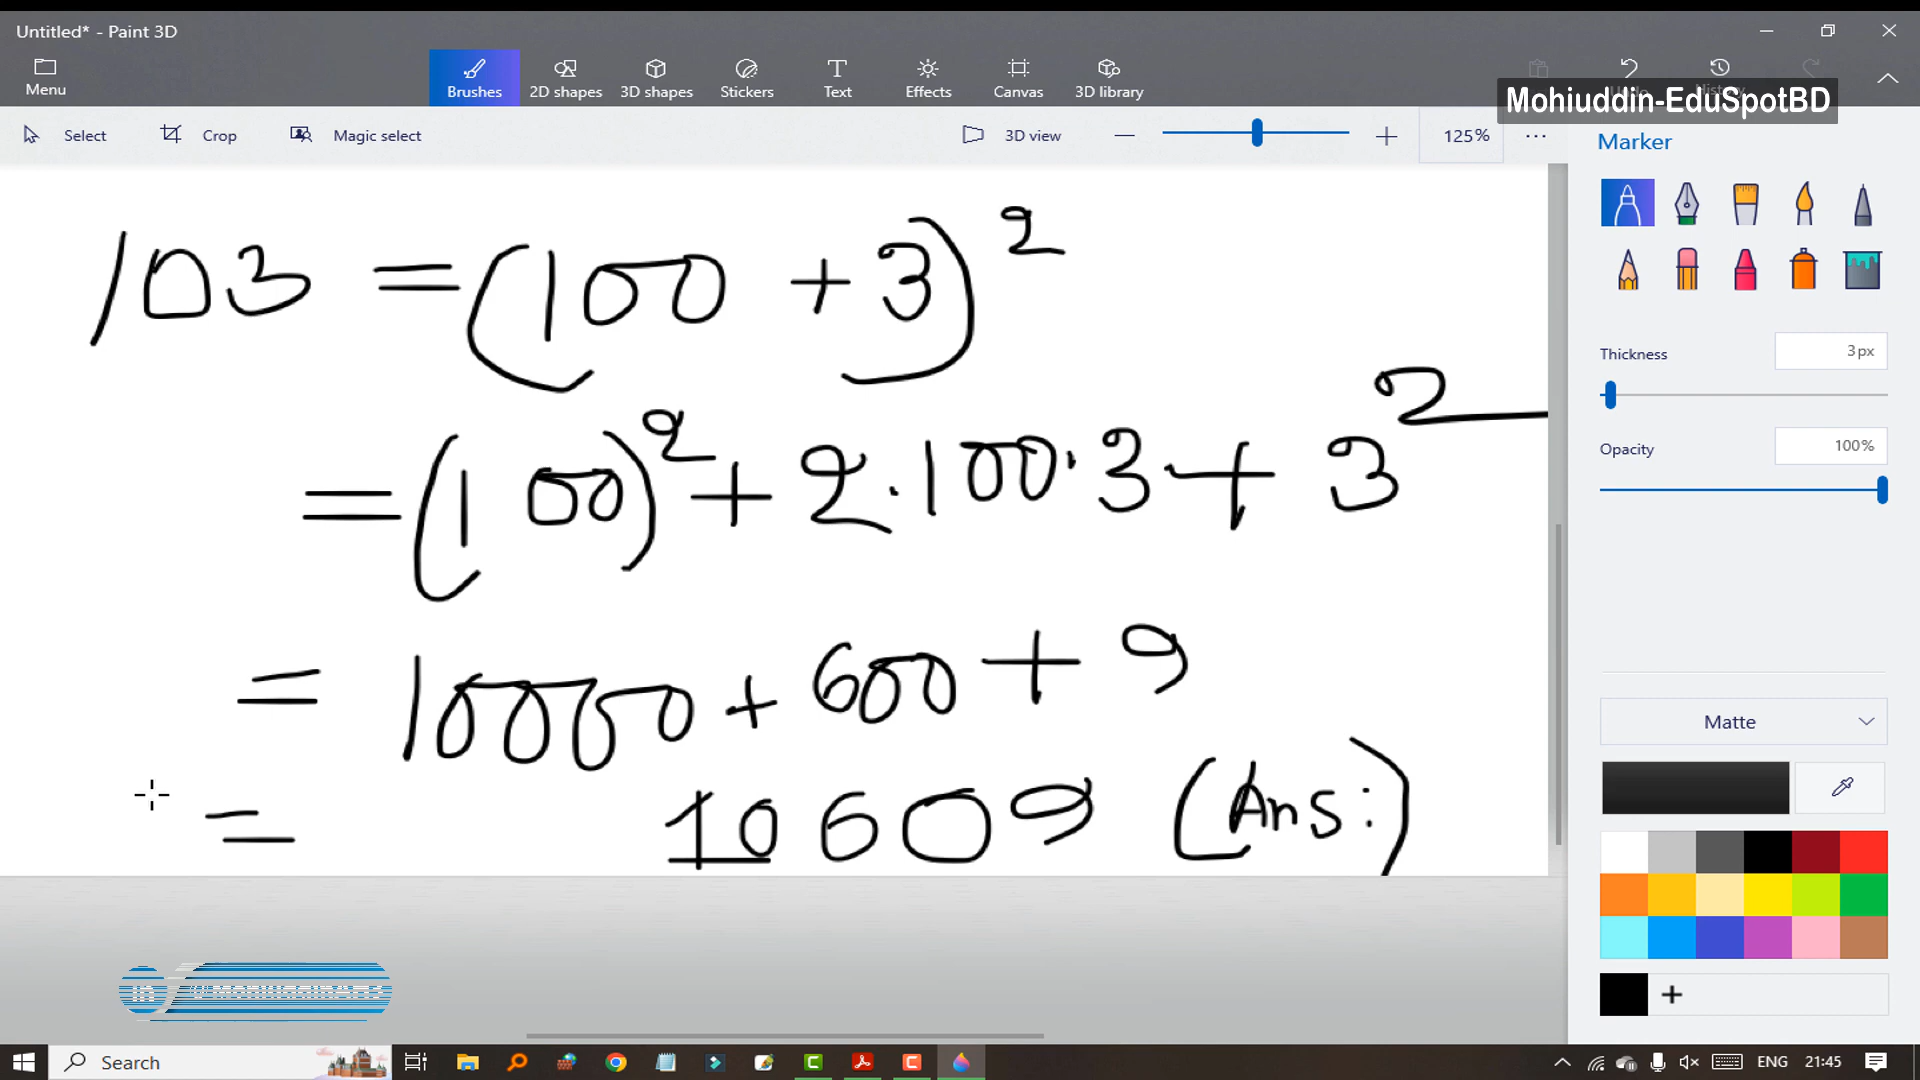 Untitled* - Paint 3D
Menu
Brushes
2D shapes
3D shapes
Stickers
Text
Effects
Canvas
3D library
Mohiuddin-EduSpotBD
Select
Crop
Magic select
3D view
125%
Marker
103 = (100 + 3)²
= (100)² + 2.100.3 + 3²
= 10000 + 600 + 9
= 10609 (Ans:)
Thickness
3px
Opacity
100%
Matte
Search
ENG
21:45